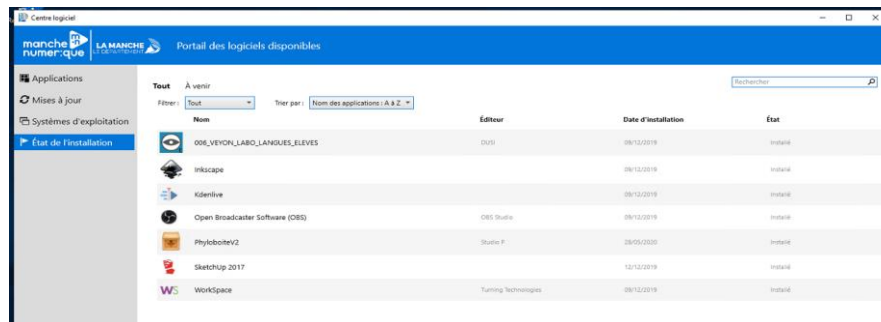 Centre logiciel
manche numer:que LA MANCHE LE DÉPARTEMENT Portail des logiciels disponibles
Applications
Mises à jour
Systèmes d'exploitation
État de l'installation
Tout À venir
Rechercher
Filtrer : Tout Trier par : Nom des applications : A à Z
Nom Éditeur Date d'installation État
006_VEYON_LABO_LANGUES_ELEVES DUSI 09/12/2019 Installé
Inkscape 09/12/2019 Installé
Kdenlive 09/12/2019 Installé
Open Broadcaster Software (OBS) OBS Studio 09/12/2019 Installé
PhyloboiteV2 Studio P 28/05/2020 Installé
SketchUp 2017 12/12/2019 Installé
WS WorkSpace Turning Technologies 09/12/2019 Installé